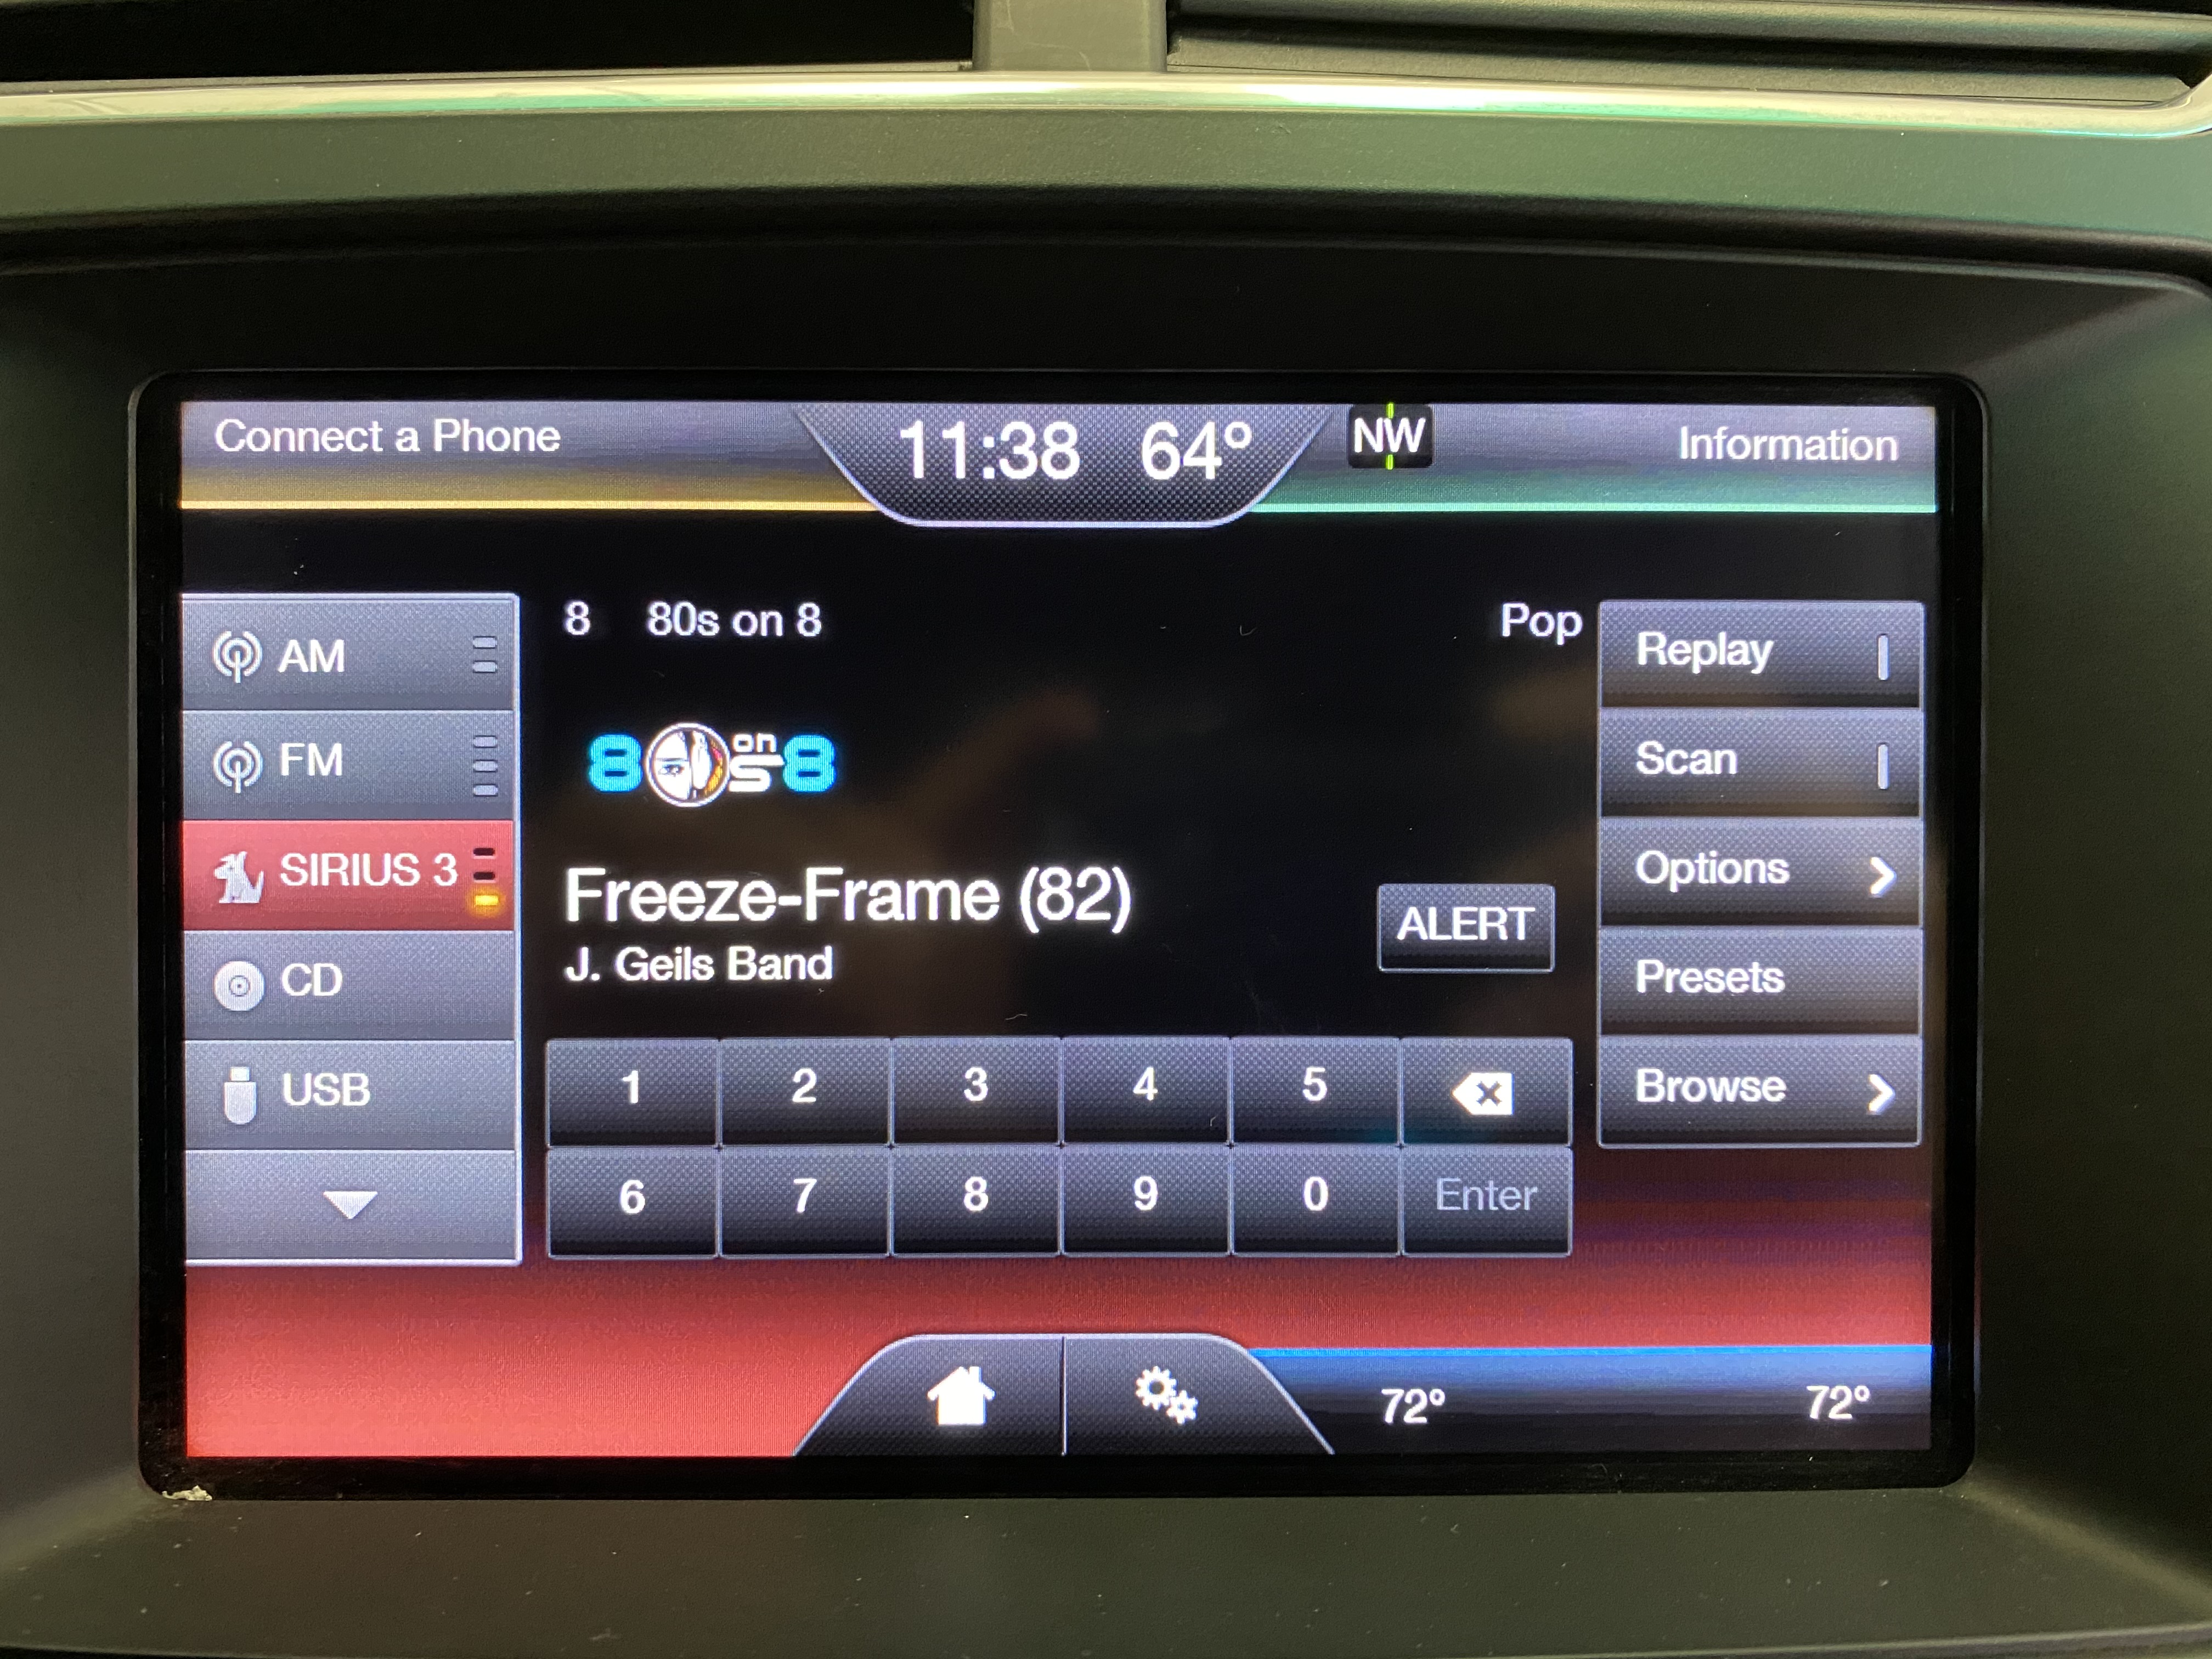 Connect a Phone
11:38 64°
NW
Information
AM
FM
SIRIUS 3
CD
USB
8 80s on 8
Pop
8 s on 8
Freeze-Frame (82)
J. Geils Band
ALERT
1 2 3 4 5
6 7 8 9 0 Enter
Replay
Scan
Options
Presets
Browse
72° 72°